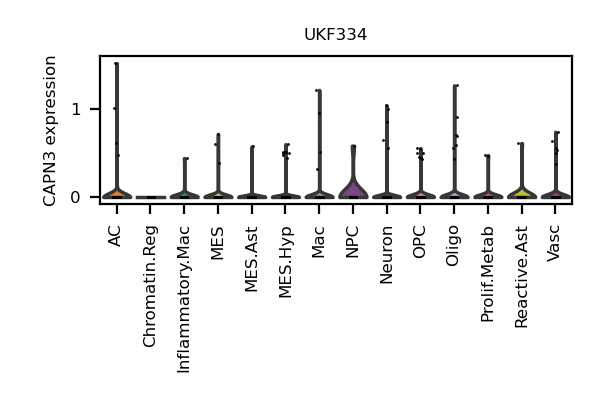 UKF334
CAPN3 expression
1
0
AC
Chromatin.Reg
Inflammatory.Mac
MES
MES.Ast
MES.Hyp
Mac
NPC
Neuron
OPC
Oligo
Prolif.Metab
Reactive.Ast
Vasc